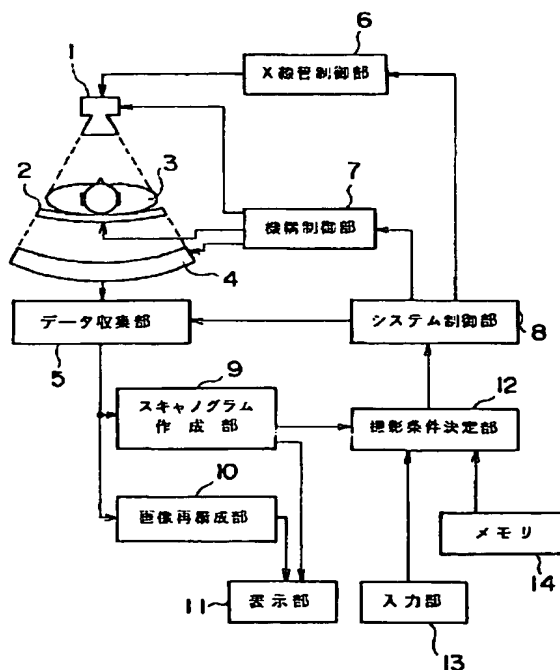 6
X線管制御部
1
2
3
7
機構制御部
4
データ収集部
5
システム制御部
8
9
スキャノグラム
作成部
12
撮影条件決定部
10
画像再構成部
メモリ
14
11
表示部
入力部
13